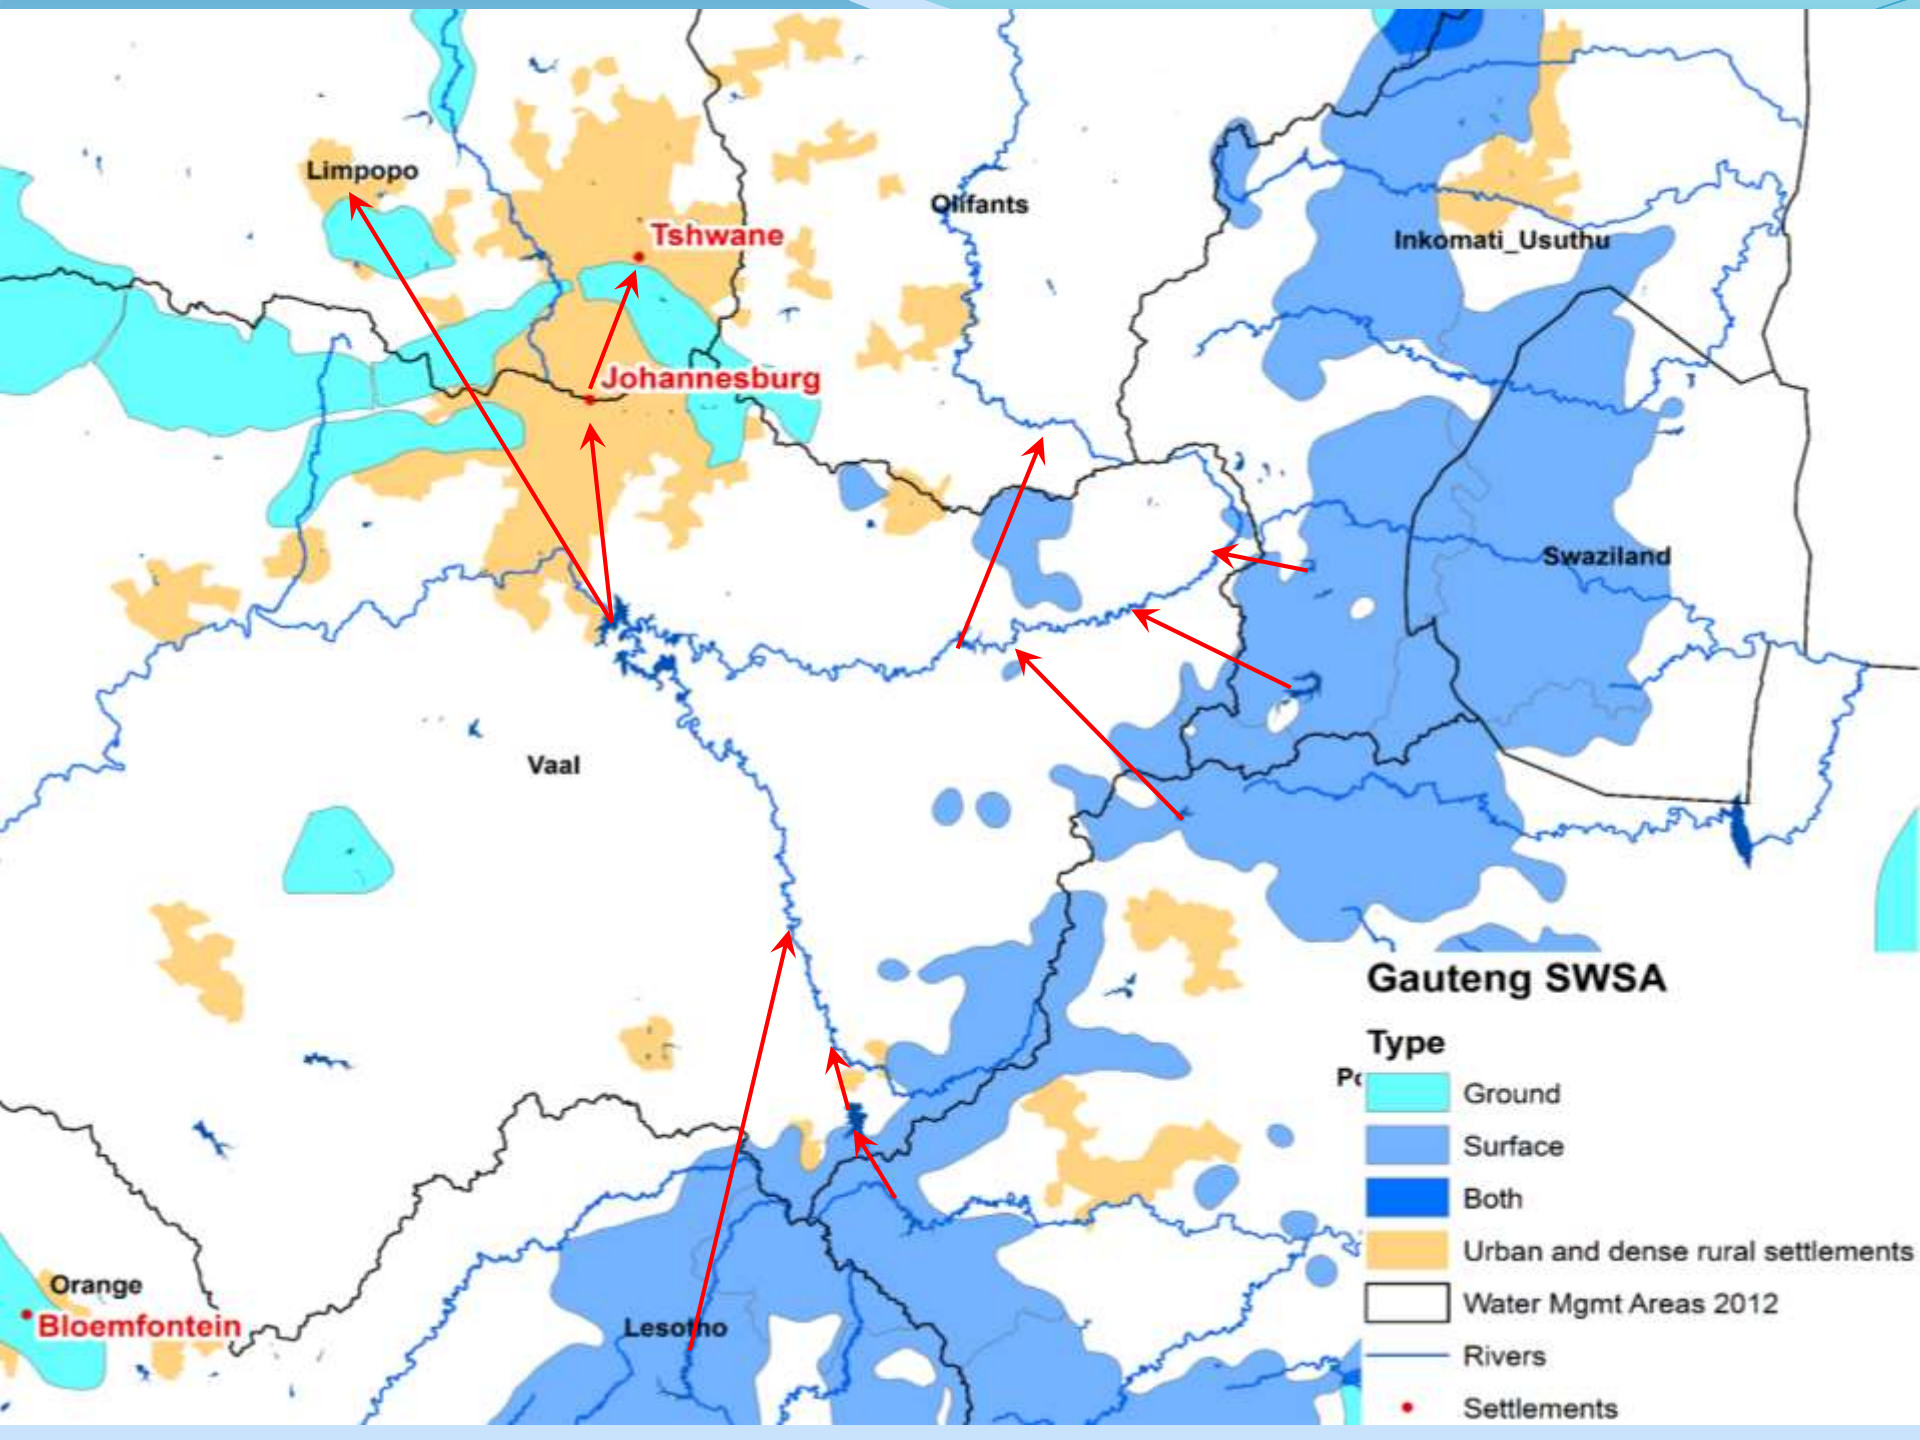 Limpopo
Olifants
Tshwane
Inkomati_Usuthu
Johannesburg
Swaziland
Vaal
Gauteng SWSA
Type
Ground
Surface
Both
Urban and dense rural settlements
Water Mgmt Areas 2012
Rivers
Settlements
Orange
Bloemfontein
Lesotho